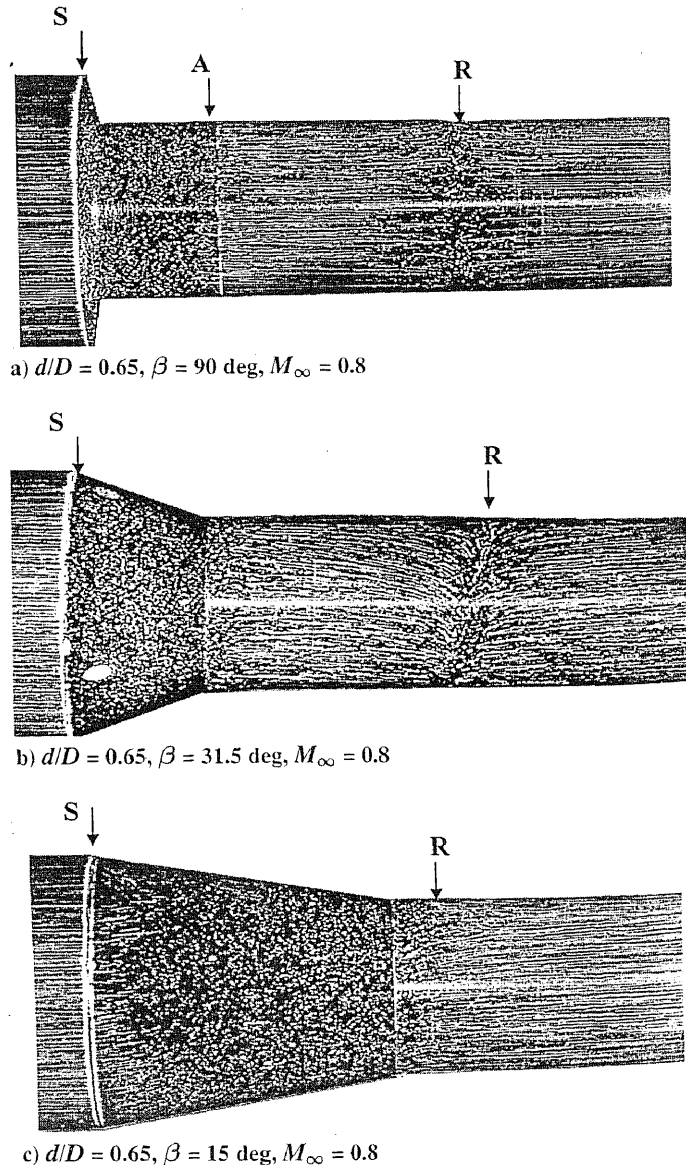 S
A
R
a) d/D = 0.65, β = 90 deg, M∞ = 0.8
S
R
b) d/D = 0.65, β = 31.5 deg, M∞ = 0.8
S
R
c) d/D = 0.65, β = 15 deg, M∞ = 0.8